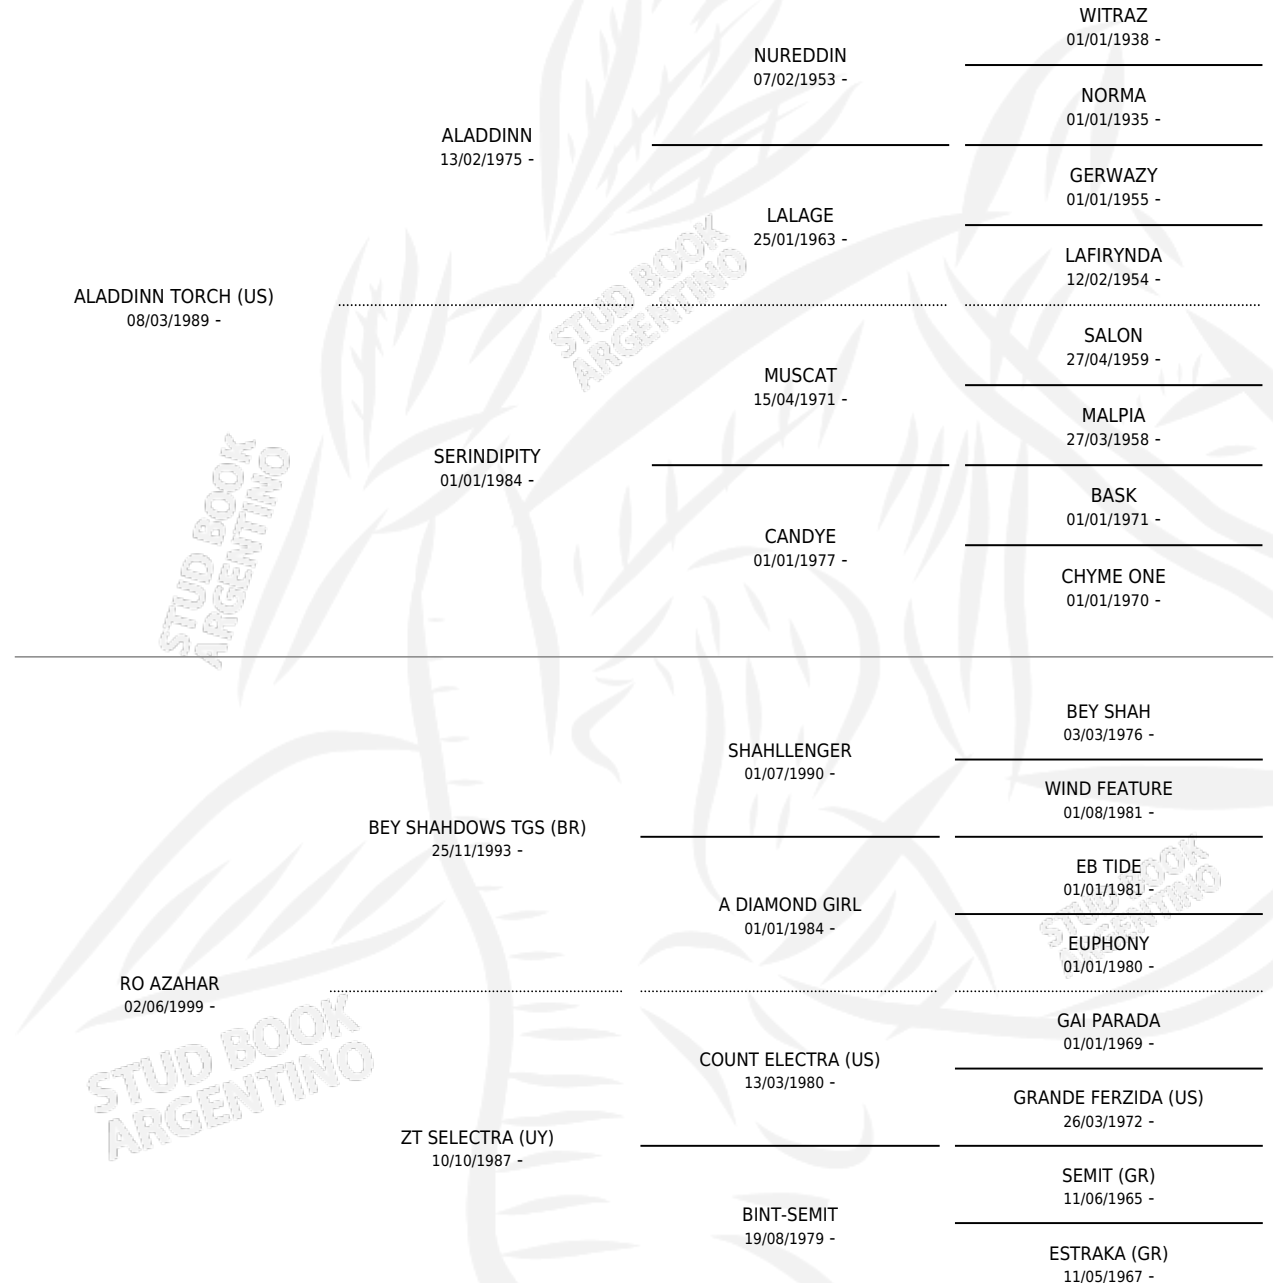 WITRAZ
01/01/1938 -
NUREDDIN
07/02/1953 -
NORMA
01/01/1935 -
ALADDINN
13/02/1975 -
GERWAZY
01/01/1955 -
LALAGE
25/01/1963 -
LAFIRYNDA
12/02/1954 -
ALADDINN TORCH (US)
08/03/1989 -
SALON
27/04/1959 -
MUSCAT
15/04/1971 -
MALPIA
27/03/1958 -
SERINDIPITY
01/01/1984 -
BASK
01/01/1971 -
CANDYE
01/01/1977 -
CHYME ONE
01/01/1970 -
BEY SHAH
03/03/1976 -
SHAHLLENGER
01/07/1990 -
WIND FEATURE
01/08/1981 -
BEY SHAHDOWS TGS (BR)
25/11/1993 -
EB TIDE
01/01/1981 -
A DIAMOND GIRL
01/01/1984 -
EUPHONY
01/01/1980 -
RO AZAHAR
02/06/1999 -
GAI PARADA
01/01/1969 -
COUNT ELECTRA (US)
13/03/1980 -
GRANDE FERZIDA (US)
26/03/1972 -
ZT SELECTRA (UY)
10/10/1987 -
SEMIT (GR)
11/06/1965 -
BINT-SEMIT
19/08/1979 -
ESTRAKA (GR)
11/05/1967 -
STUD BOOK
ARGENTINO
STUD BOOK
ARGENTINO
STUD BOOK
ARGENTINO
STUD BOOK
ARGENTINO